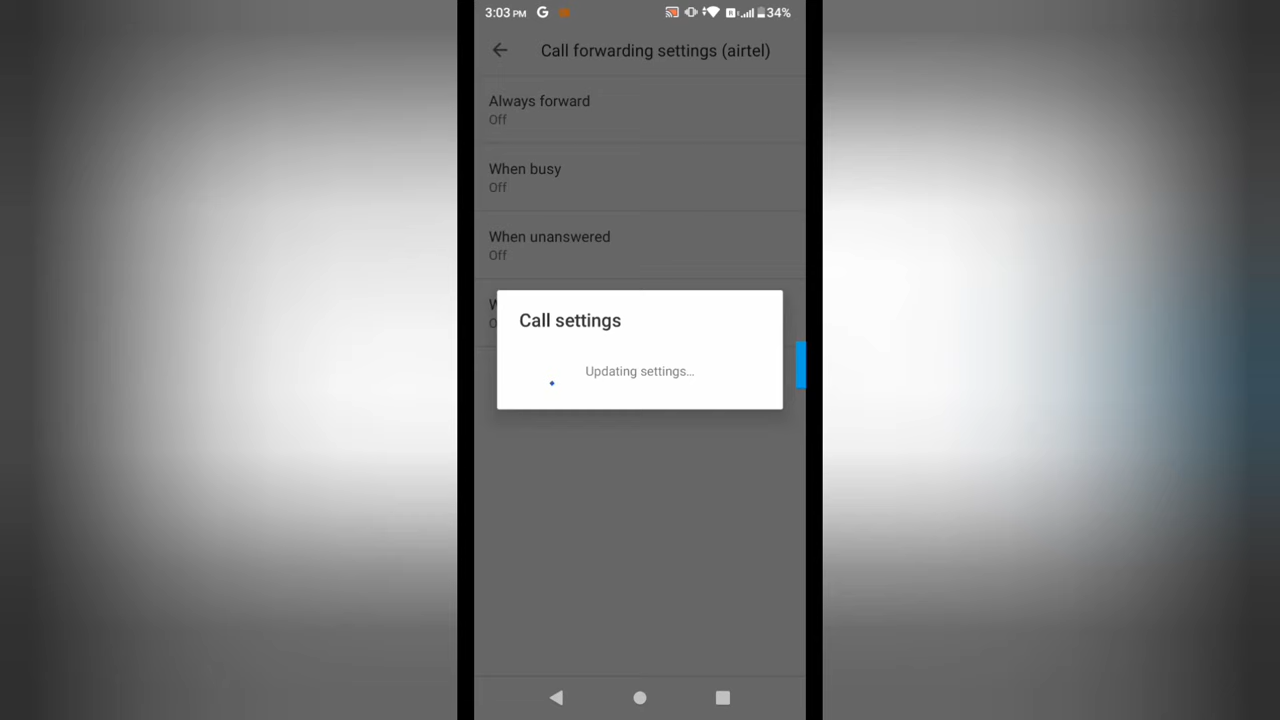 3:03 PM G 34%
Call forwarding settings (airtel)
Always forward
Off
When busy
Off
When unanswered
Off
Call settings
Updating settings...